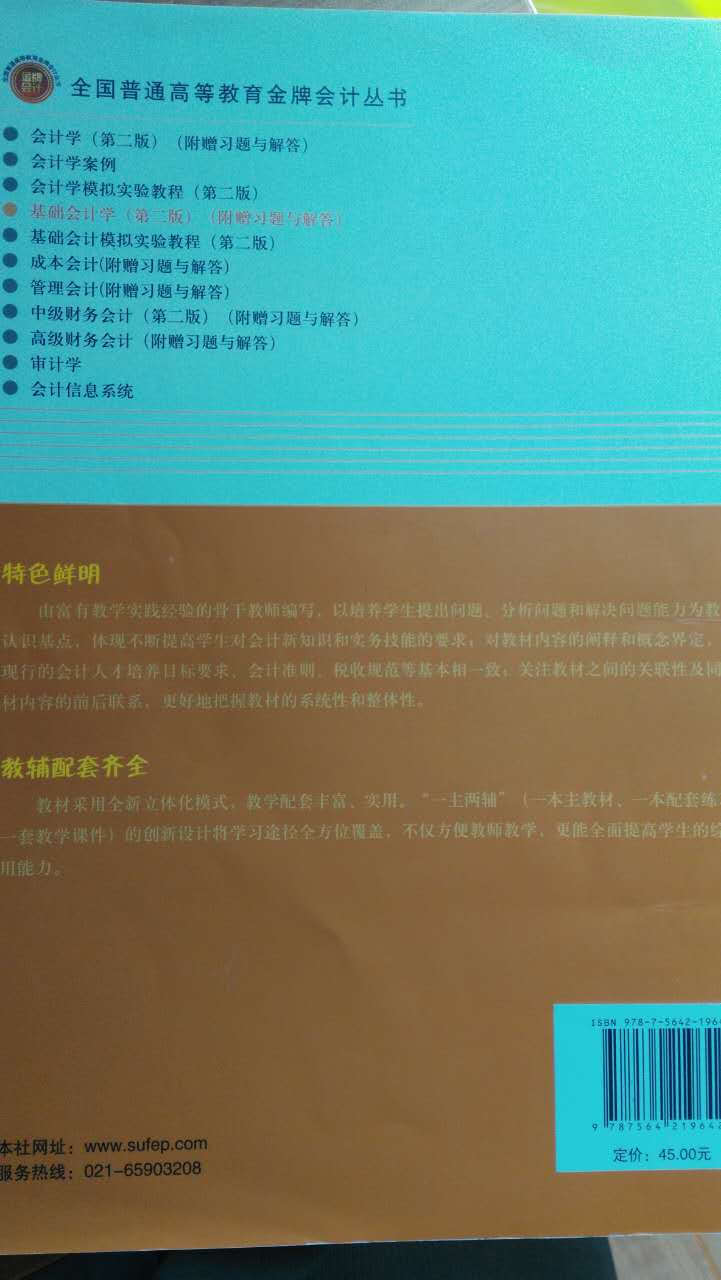 金牌
会计
全国普通高等教育金牌会计丛书
会计学（第二版）（附赠习题与解答）
会计学案例
会计学模拟实验教程（第二版）
基础会计学（第二版）（附赠习题与解答）
基础会计模拟实验教程（第二版）
成本会计(附赠习题与解答）
管理会计(附赠习题与解答）
中级财务会计（第二版）（附赠习题与解答）
高级财务会计（附赠习题与解答）
审计学
会计信息系统
特色鲜明
由富有教学实践经验的骨干教师编写，以培养学生提出问题、分析问题和解决问题能力为教
认识基点，体现不断提高学生对会计新知识和实务技能的要求；对教材内容的阐释和概念界定，
现行的会计人才培养目标要求、会计准则、税收规范等基本相一致；关注教材之间的关联性及同
材内容的前后联系，更好地把握教材的系统性和整体性。
教辅配套齐全
教材采用全新立体化模式，教学配套丰富、实用。“一主两辅”（一本主教材、一本配套练
一套教学课件）的创新设计将学习途径全方位覆盖，不仅方便教师教学，更能全面提高学生的综
用能力。
ISBN 978-7-5642-196
9 787564 219642
定价：45.00元
本社网址：www.sufep.com
服务热线：021-65903208